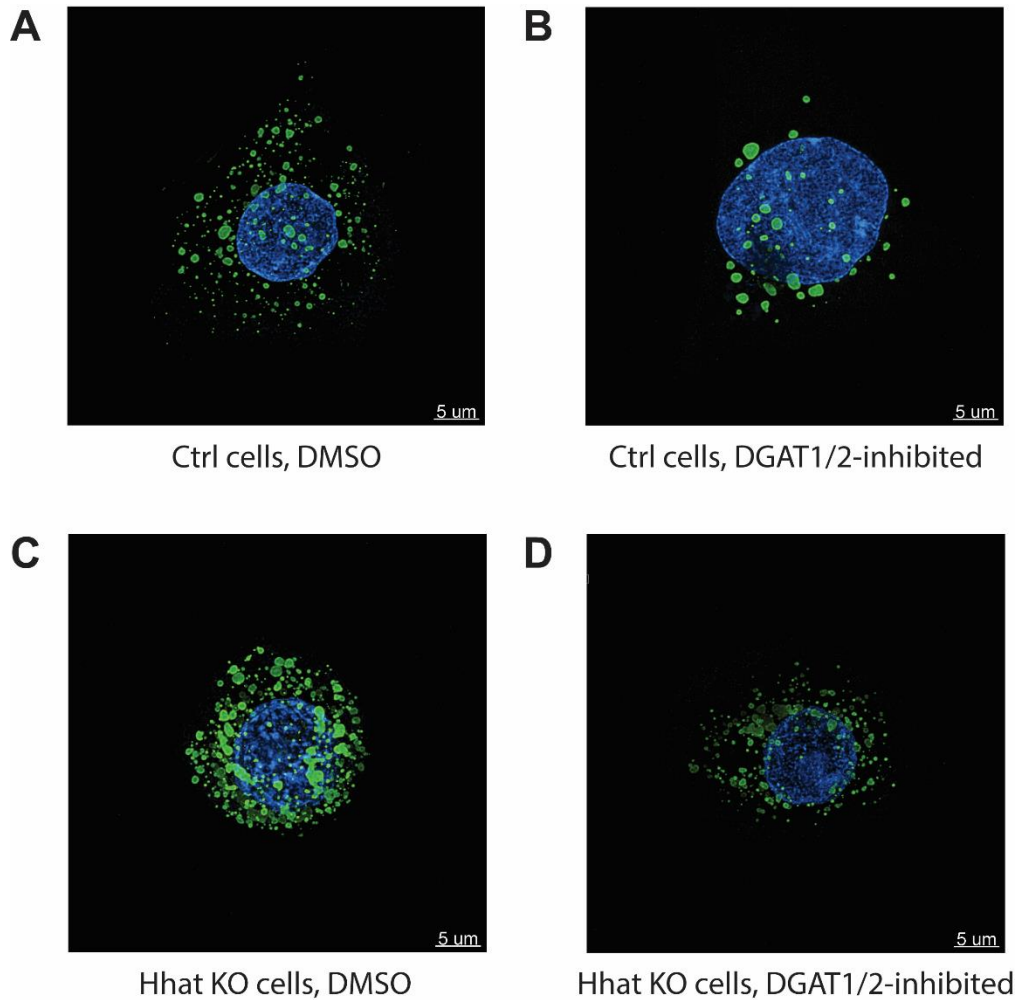 A
B
5 um
5 um
Ctrl cells, DMSO
Ctrl cells, DGAT1/2-inhibited
C
D
5 um
5 um
Hhat KO cells, DMSO
Hhat KO cells, DGAT1/2-inhibited